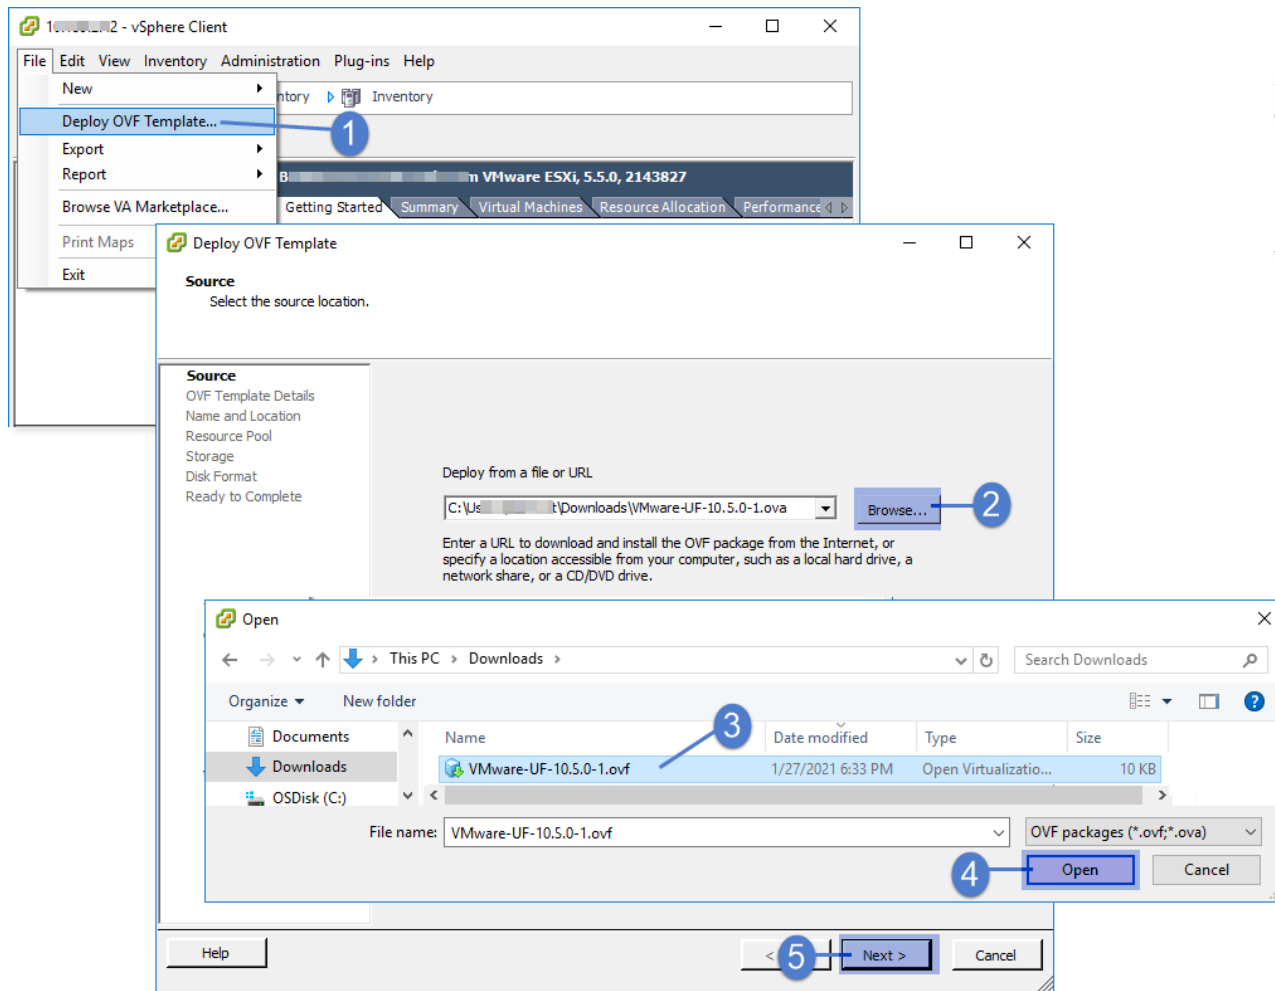 - vSphere Client
File Edit View Inventory Administration Plug-ins Help
New
ntory Inventory
Deploy OVF Template...
1
Export
Report
VMware ESXi, 5.5.0, 2143827
Browse VA Marketplace...
Getting Started Summary Virtual Machines Resource Allocation Performance
Print Maps
Exit
Deploy OVF Template
Source
Select the source location.
Source
OVF Template Details
Name and Location
Resource Pool
Storage
Disk Format
Ready to Complete
Deploy from a file or URL
C:\Us t\Downloads\VMware-UF-10.5.0-1.ova
Browse...
2
Enter a URL to download and install the OVF package from the Internet, or
specify a location accessible from your computer, such as a local hard drive, a
network share, or a CD/DVD drive.
Open
This PC > Downloads >
Search Downloads
Organize New folder
Documents
Downloads
OSDisk (C:)
Name Date modified Type Size
3
VMware-UF-10.5.0-1.ovf 1/27/2021 6:33 PM Open Virtualizatio... 10 KB
File name: VMware-UF-10.5.0-1.ovf OVF packages (*.ovf;*.ova)
4
Open Cancel
Help
< 5 Next > Cancel